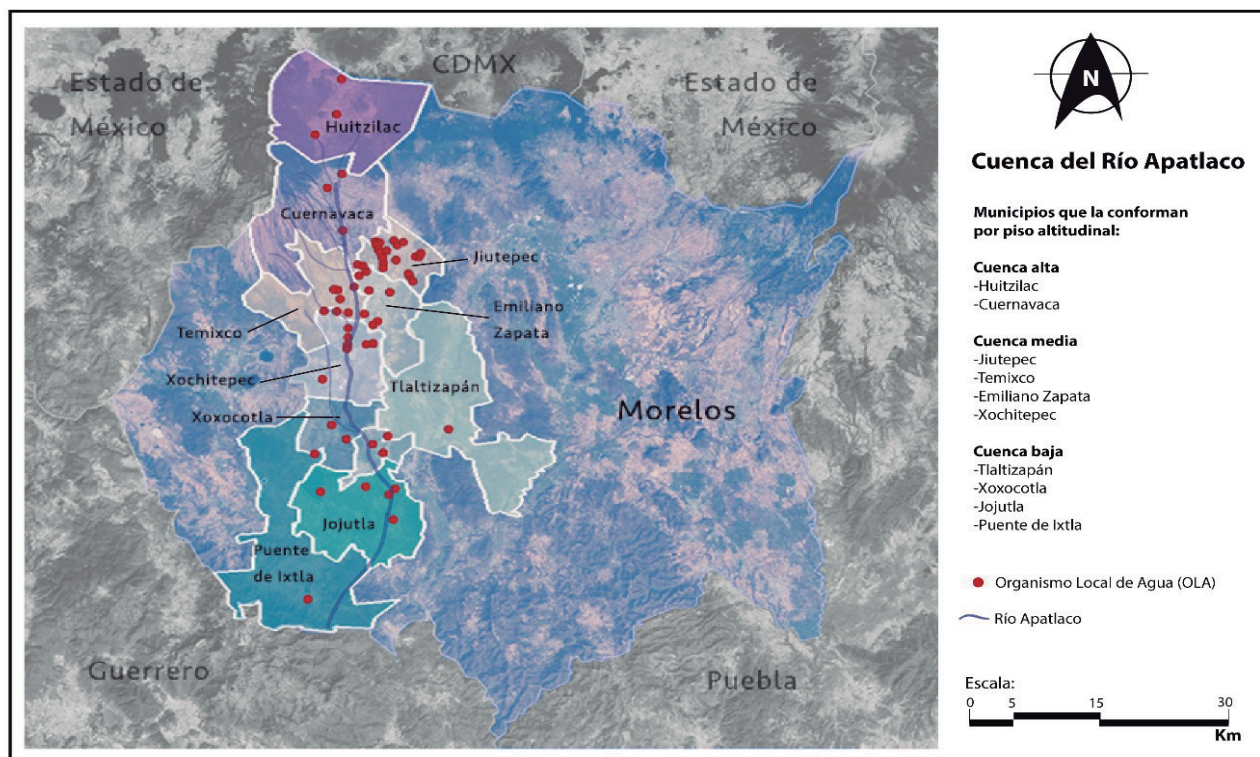 CDMX
Estado de
México
Estado de
México
Huitzilac
Cuernavaca
Jiutepec
Emiliano
Zapata
Temixco
Xochitepec
Tlaltizapán
Xoxocotla
Morelos
Jojutla
Puente
de Ixtla
Guerrero
Puebla
N
Cuenca del Río Apatlaco
Municipios que la conforman
por piso altitudinal:
Cuenca alta
-Huitzilac
-Cuernavaca
Cuenca media
-Jiutepec
-Temixco
-Emiliano Zapata
-Xochitepec
Cuenca baja
-Tlaltizapán
-Xoxocotla
-Jojutla
-Puente de Ixtla
Organismo Local de Agua (OLA)
Río Apatlaco
Escala:
0 5 15 30
Km